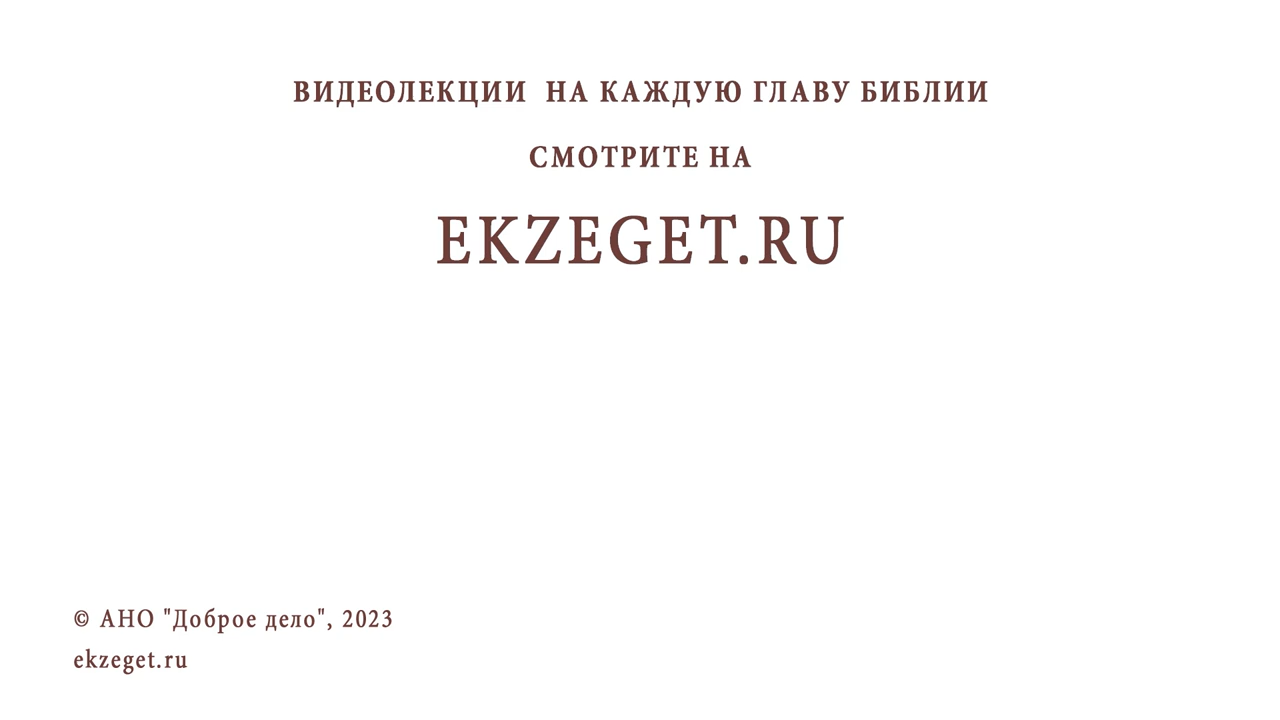 ВИДЕОЛЕКЦИИ НА КАЖДУЮ ГЛАВУ БИБЛИИ
СМОТРИТЕ НА
EKZEGET.RU
© АНО "Доброе дело", 2023
ekzeget.ru